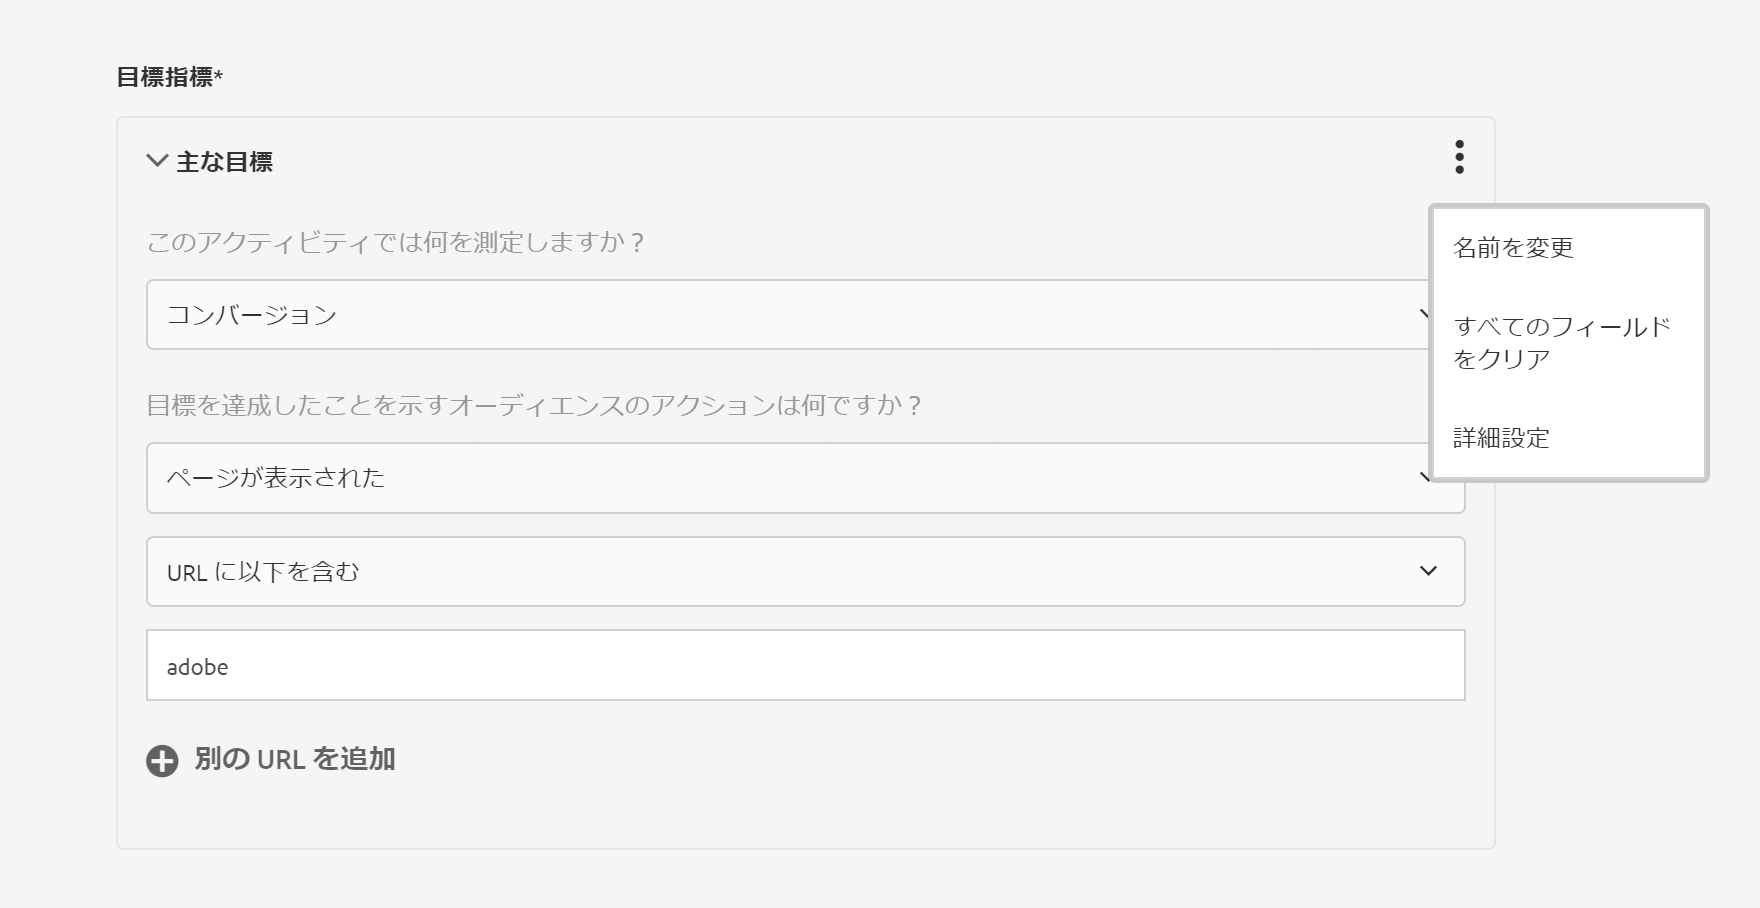 目標指標*
主な目標
このアクティビティでは何を測定しますか？
コンバージョン
目標を達成したことを示すオーディエンスのアクションは何ですか？
ページが表示された
URL に以下を含む
adobe
別の URL を追加
名前を変更
すべてのフィールド
をクリア
詳細設定